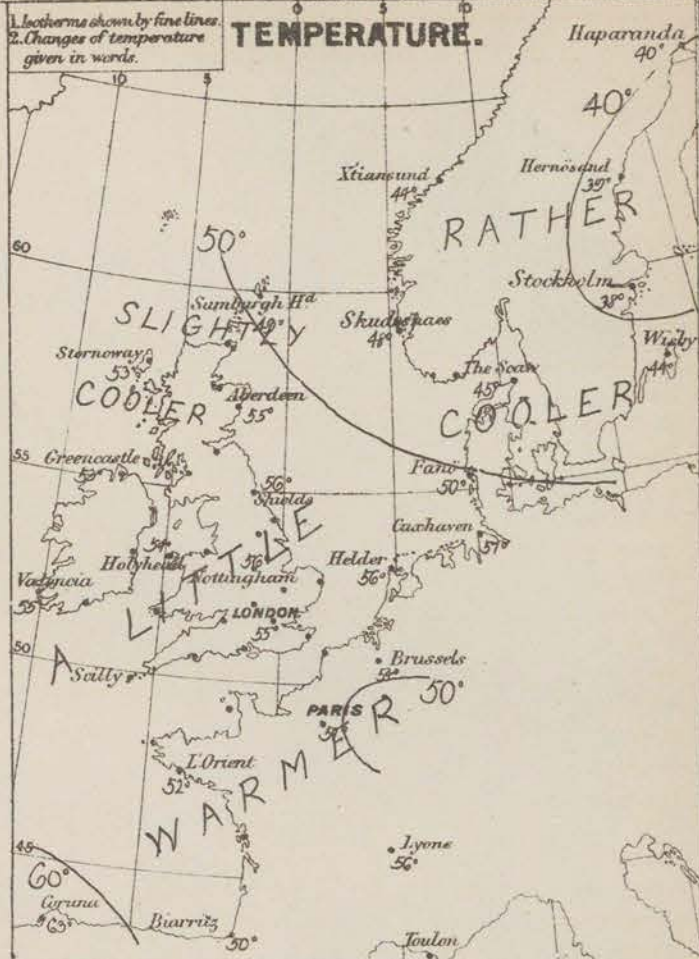 1. Isotherms shown by fine lines.
2. Changes of temperature
given in words.
TEMPERATURE.
10 5 0 5 10
Haparanda
40°
40°
Xtiansund
44°
Hernösand
39°
RATHER
50°
60
Stockholm
38°
Sumburgh Hd
SLIGHTLY
Skudesnaes
48°
Wisby
44°
Stornoway
53°
The Scaw
45°
COOLER
Aberdeen
55°
COOLER
Greencastle
55
Fanö
50°
56°
Shields
Cuxhaven
57°
Holyhead
54°
56°
Nottingham
Helder
56°
Valencia
55°
A LITTLE
LONDON
55°
50
Scilly
Brussels
50°
PARIS
L'Orient
52°
WARMER
45
Lyons
56°
60°
Coruna
63°
Biarritz
50°
Toulon